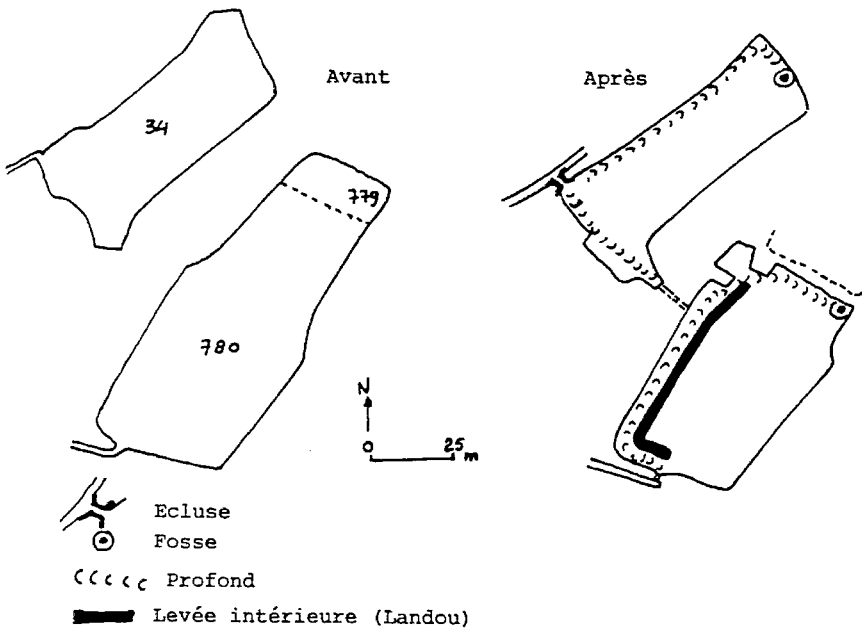 Avant
Après
34
779
780
N
0 25 m
Ecluse
Fosse
Profond
Levée intérieure (Landou)